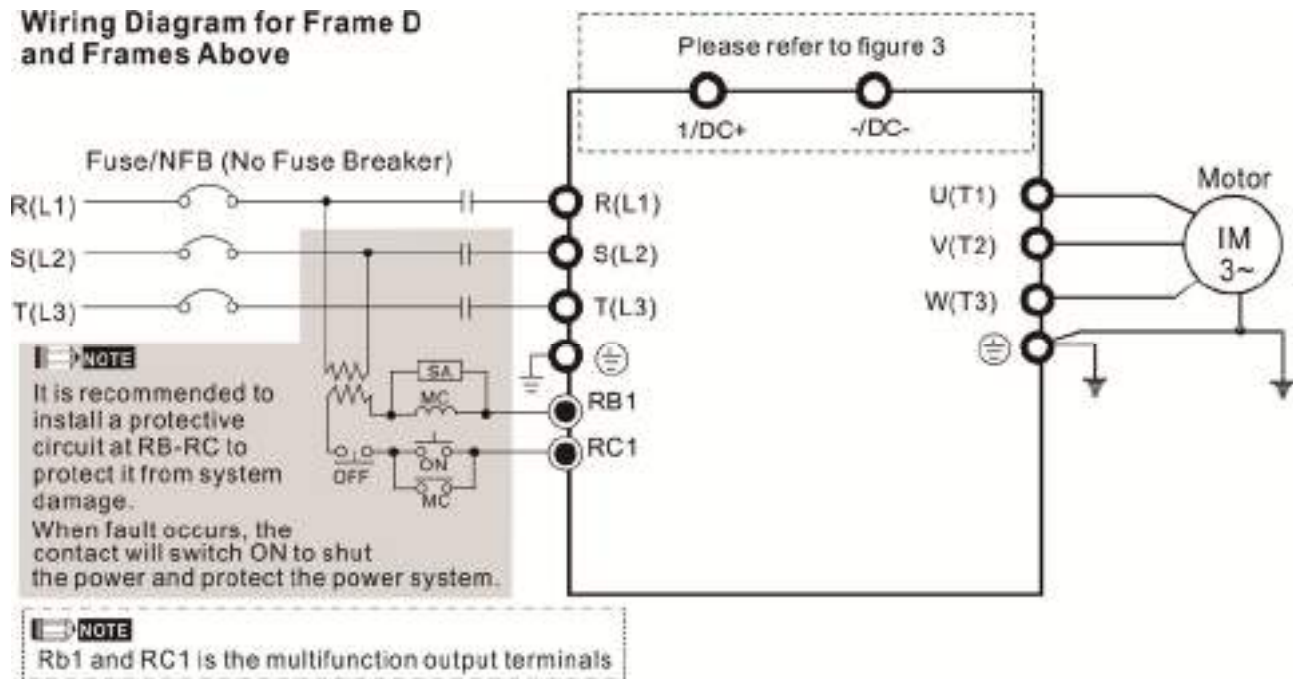 Wiring Diagram for Frame D
and Frames Above
Please refer to figure 3
1/DC+
-/DC-
Fuse/NFB (No Fuse Breaker)
R(L1)
R(L1)
U(T1)
Motor
S(L2)
S(L2)
V(T2)
IM
3~
T(L3)
T(L3)
W(T3)
NOTE
It is recommended to
install a protective
circuit at RB-RC to
protect it from system
damage.
When fault occurs, the
contact will switch ON to shut
the power and protect the power system.
SA
MC
RB1
RC1
OFF
ON
MC
NOTE
Rb1 and RC1 is the multifunction output terminals